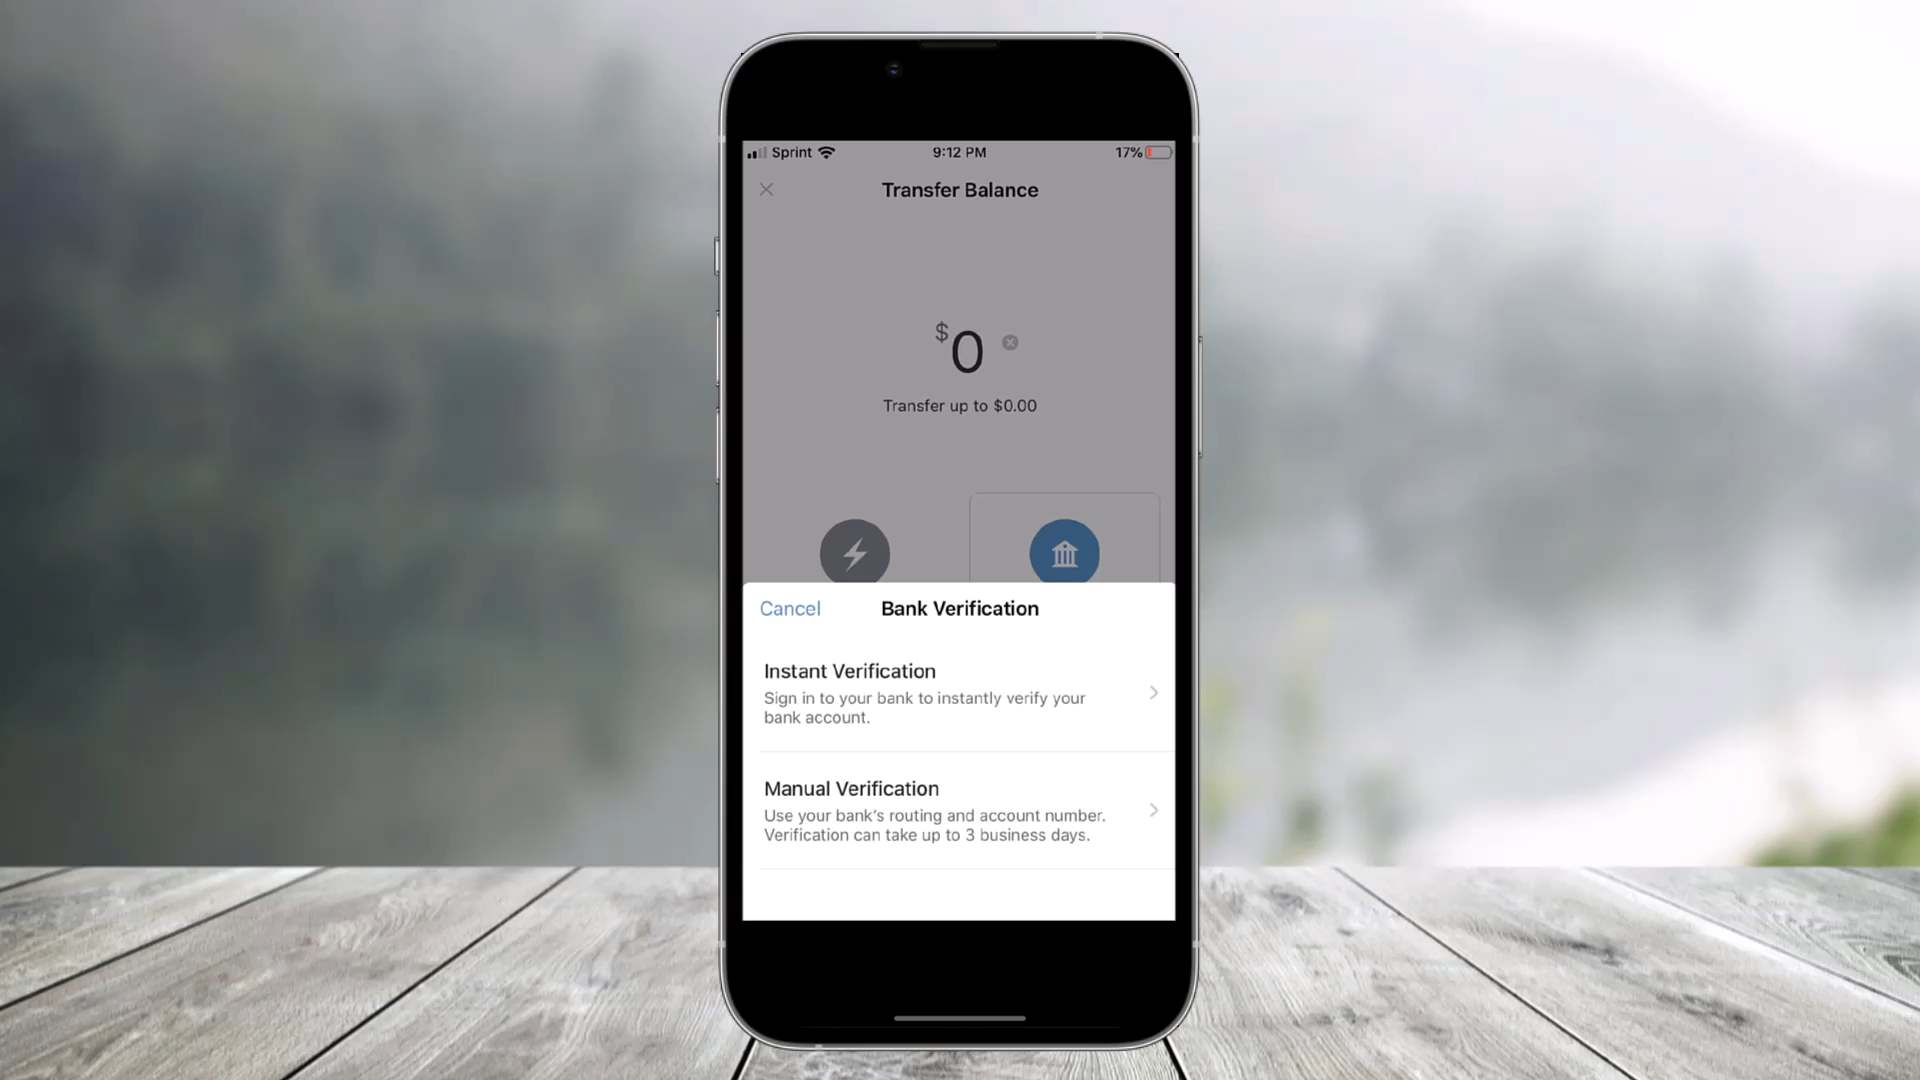 Sprint 9:12 PM 17%
Transfer Balance
$0
Transfer up to $0.00
Cancel Bank Verification
Instant Verification
Sign in to your bank to instantly verify your
bank account.
Manual Verification
Use your bank's routing and account number.
Verification can take up to 3 business days.